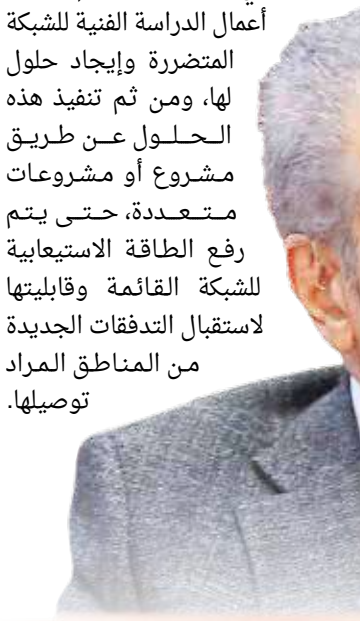 أعمال الدراسة الفنية للشبكة
المتضررة وإيجاد حلول
لها، ومن ثم تنفيذ هذه
الحلول عن طريق
مشروع أو مشروعات
متعددة، حتى يتم
رفع الطاقة الاستيعابية
للشبكة القائمة وقابليتها
لاستقبال التدفقات الجديدة
من المناطق المراد
توصيلها.